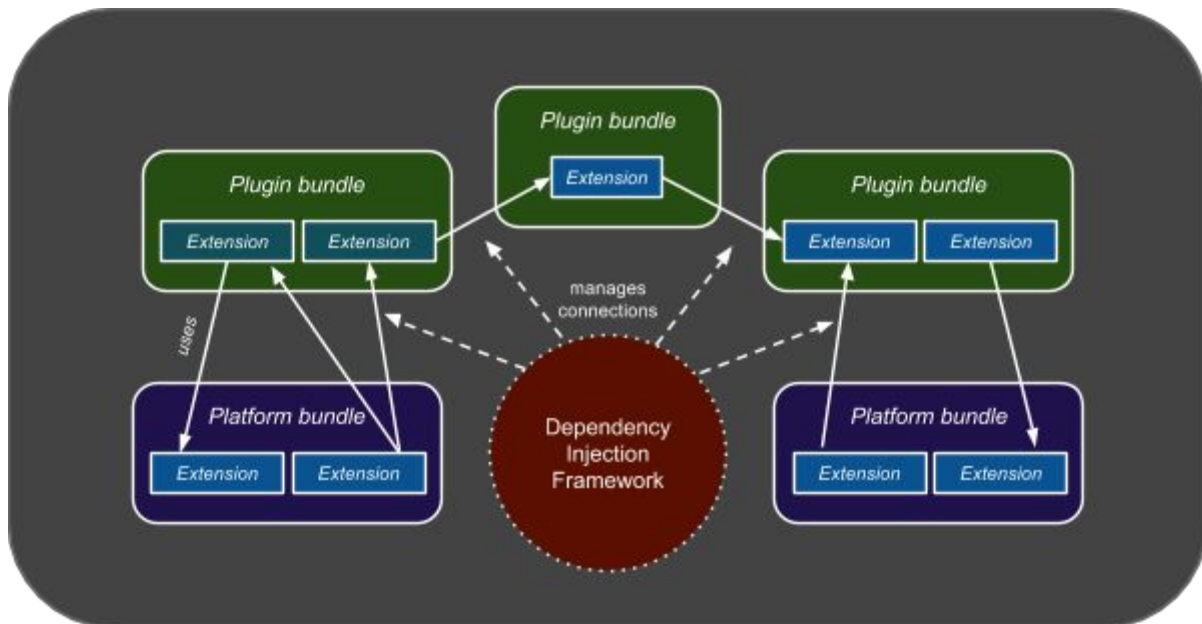 Plugin bundle
Extension
Plugin bundle
Extension
Extension
Plugin bundle
Extension
Extension
manages
connections
uses
Platform bundle
Extension
Extension
Dependency
Injection
Framework
Platform bundle
Extension
Extension